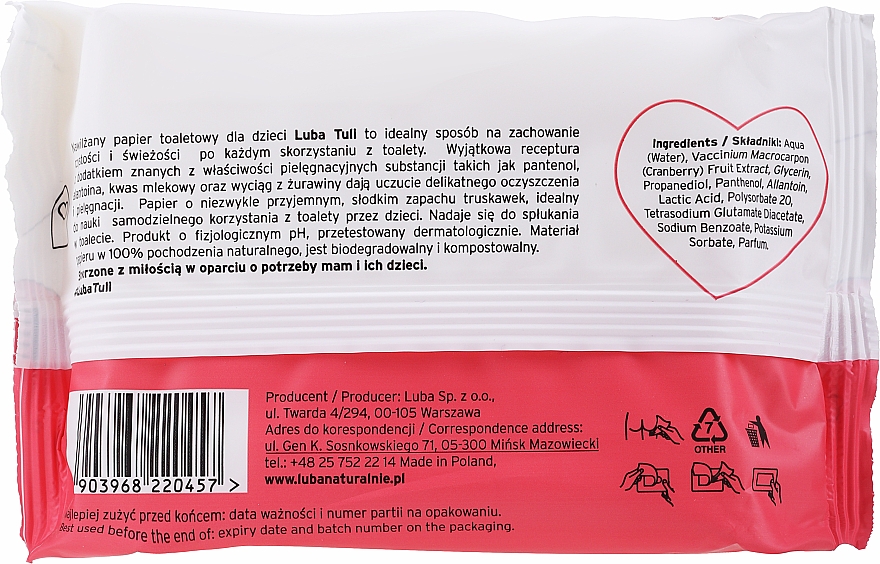 awilżany papier toaletowy dla dzieci Luba Tuli to idealny sposób na zachowanie
zystości i świeżości po każdym skorzystaniu z toalety. Wyjątkowa receptura
dodatkiem znanych z właściwości pielęgnacyjnych substancji takich jak pantenol,
alantoina, kwas mlekowy oraz wyciąg z żurawiny dają uczucie delikatnego oczyszczenia
i pielęgnacji. Papier o niezwykle przyjemnym, słodkim zapachu truskawek, idealny
do nauki samodzielnego korzystania z toalety przez dzieci. Nadaje się do spłukania
w toalecie. Produkt o fizjologicznym pH, przetestowany dermatologicznie. Materiał
papieru w 100% pochodzenia naturalnego, jest biodegradowalny i kompostowalny.
worzone z miłością w oparciu o potrzeby mam i ich dzieci.
#LubaTuli
Ingredients / Składniki: Aqua
(Water), Vaccinium Macrocarpon
(Cranberry) Fruit Extract, Glycerin,
Propanediol, Panthenol, Allantoin,
Lactic Acid, Polysorbate 20,
Tetrasodium Glutamate Diacetate,
Sodium Benzoate, Potassium
Sorbate, Parfum.
Producent / Producer: Luba Sp. z o.o.,
ul. Twarda 4/294, 00-105 Warszawa
Adres do korespondencji / Correspondence address:
ul. Gen K. Sosnkowskiego 71, 05-300 Mińsk Mazowiecki
tel.: +48 25 752 22 14 Made in Poland,
www.lubanaturalnie.pl
7
OTHER
903968 220457 >
Najlepiej zużyć przed końcem: data ważności i numer partii na opakowaniu.
Best used before the end of: expiry date and batch number on the packaging.